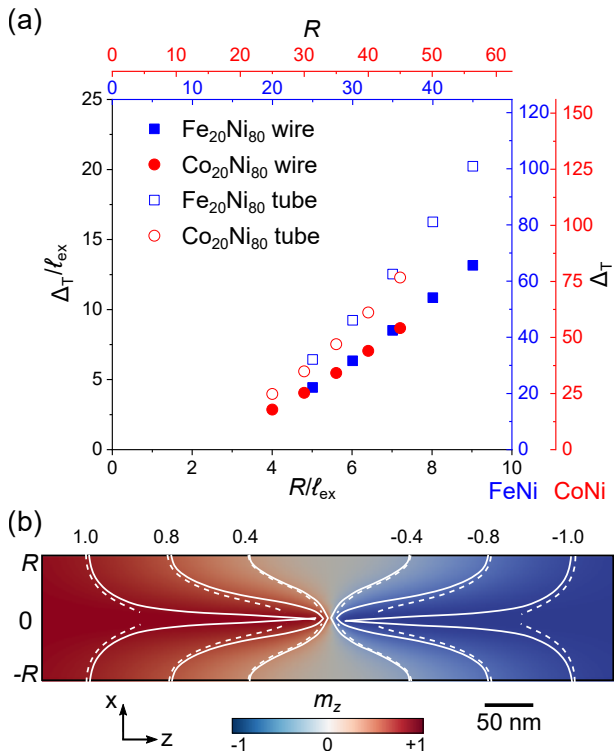 (a)
R
0 10 20 30 40 50 60
0 10 20 30 40
25
20
15
10
5
0
Δ_T/ℓ_ex
Fe₂₀Ni₈₀ wire
Co₂₀Ni₈₀ wire
Fe₂₀Ni₈₀ tube
Co₂₀Ni₈₀ tube
120
100
80
60
40
20
0
150
125
100
75
50
25
0
Δ_T
0 2 4 6 8 10
R/ℓ_ex
FeNi CoNi
(b)
1.0 0.8 0.4 -0.4 -0.8 -1.0
R
0
-R
x
z
m_z
-1 0 +1
50 nm